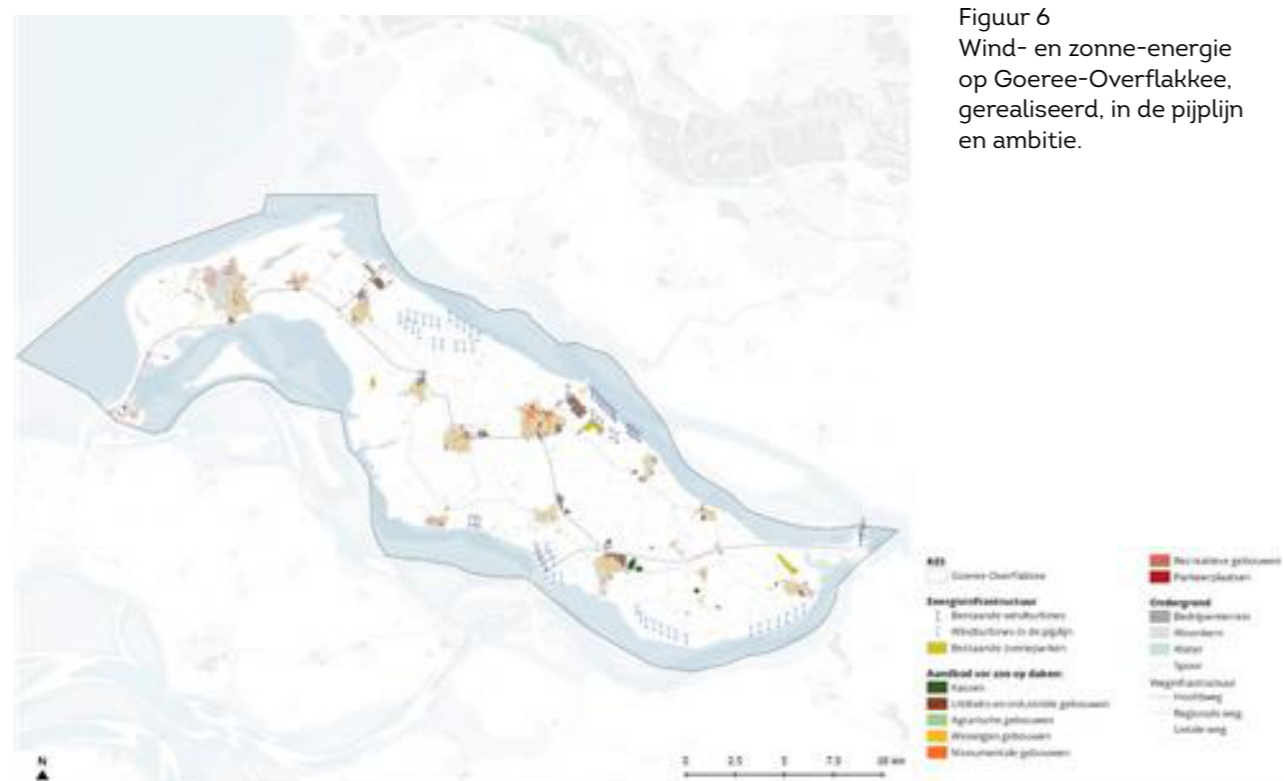 Figuur 6
Wind- en zonne-energie
op Goeree-Overflakkee,
gerealiseerd, in de pijplijn
en ambitie.
RES
Goeree-Overflakkee
Energieinfrastructuur
Bestaande windturbines
Windturbines in de pijplijn
Bestaande zonneparken
Aandbod vor zon op daken:
Kassen
Utiliteits en industriële gebouwen
Agrarische gebouwen
Woningen gebouwen
Monumentale gebouwen
Recreatieve gebouwen
Parkeerplaatsen
Ondergrond
Bedrijventerrein
Woonkern
Water
Spoor
Weginfrastructuur
Hoofdweg
Regionale weg
Lokale weg
N
0 2.5 5 7.5 10 km